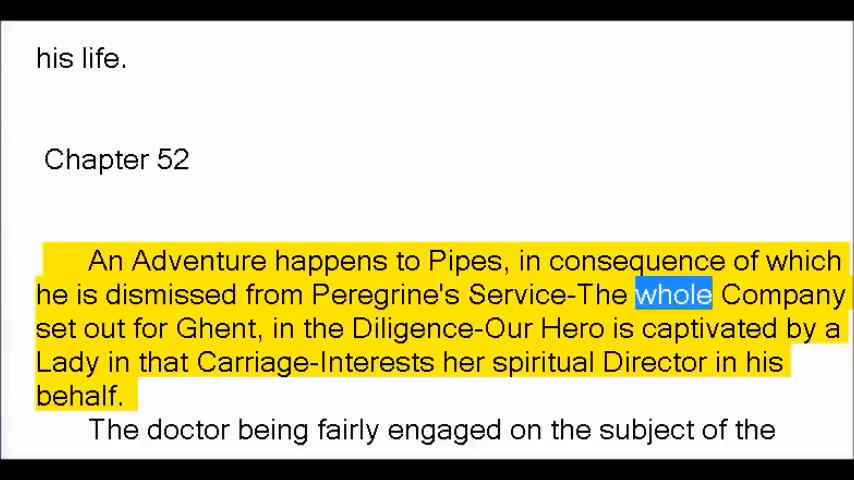 his life.
Chapter 52
An Adventure happens to Pipes, in consequence of which
he is dismissed from Peregrine's Service-The whole Company
set out for Ghent, in the Diligence-Our Hero is captivated by a
Lady in that Carriage-Interests her spiritual Director in his
behalf.
The doctor being fairly engaged on the subject of the